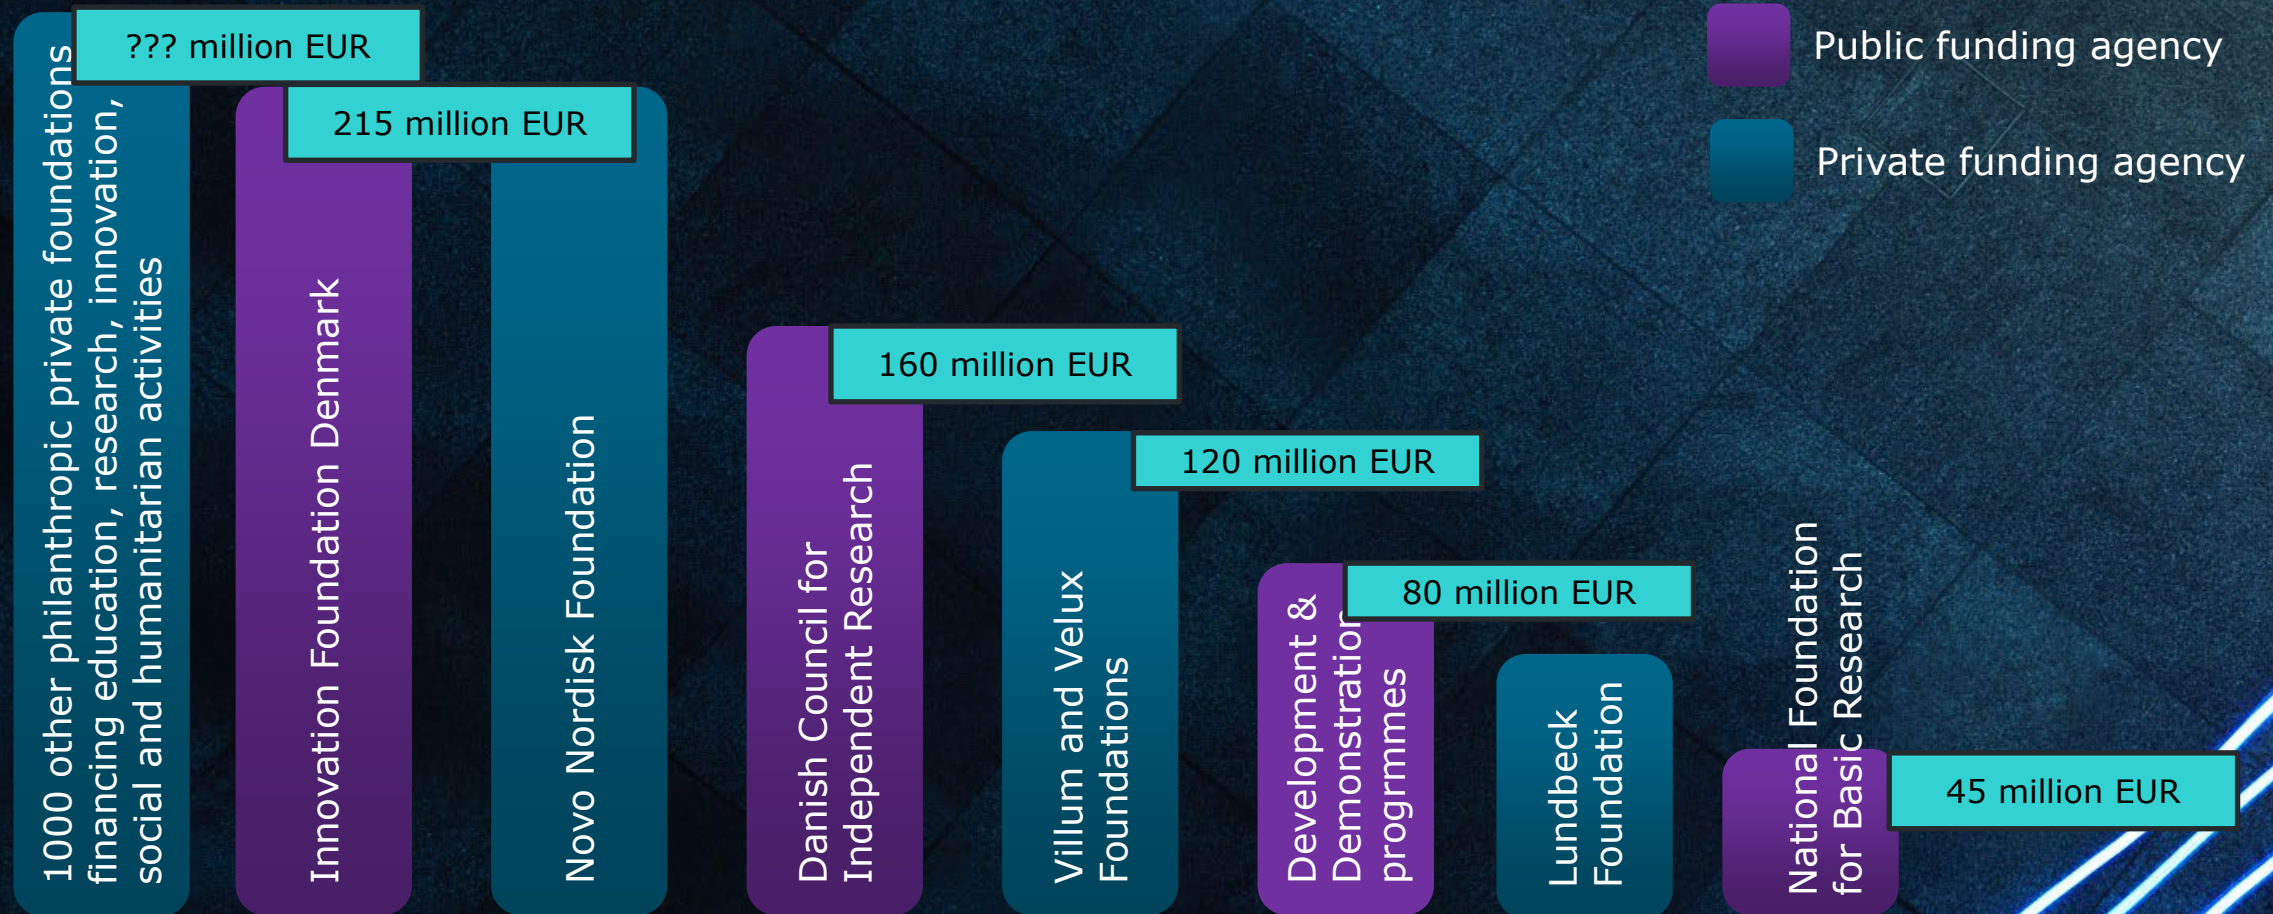 ??? million EUR
1000 other philanthropic private foundations
financing education, research, innovation,
social and humanitarian activities
215 million EUR
Innovation Foundation Denmark
Novo Nordisk Foundation
160 million EUR
Danish Council for
Independent Research
120 million EUR
Villum and Velux
Foundations
80 million EUR
Development &
Demonstration
progrmnes
Lundbeck
Foundation
National Foundation
for Basic Research
45 million EUR
Public funding agency
Private funding agency